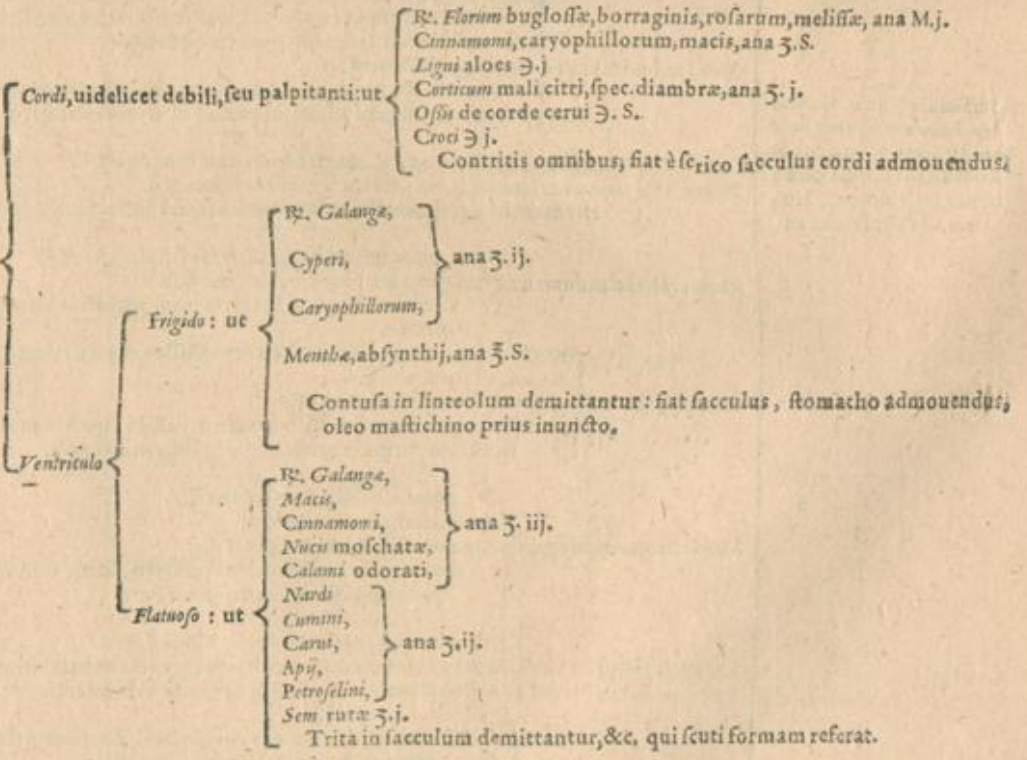 ℞. Florum bugloſſæ, borraginis, roſarum, meliſſæ, ana M.j.
Cinnamomi, caryophillorum, macis, ana ʒ.S.
Ligni aloes ℈.j
Cordi, uidelicet debili, ſeu palpitanti: ut
Corticum mali citri, ſpec. diambræ, ana ʒ. j.
Oſsis de corde cerui ℈. S.
Croci ℈ j.
Contritis omnibus, fiat è ſerico ſacculus cordi admouendus.
℞. Galangæ,
Cyperi,
ana ʒ. ij.
Caryophillorum,
Frigido: ut
Menthæ, abſynthij, ana ℥.S.
Contuſa in linteolum demittantur: fiat ſacculus, ſtomacho admouendus,
oleo maſtichino prius inuncto.
Ventriculo
℞. Galangæ,
Macis,
Cinnamomi,
ana ʒ. iij.
Nucis moſchatæ,
Calami odorati,
Nardi
Flatuoſo: ut
Cumini,
Carui,
ana ʒ.ij.
Apij,
Petroſelini,
Sem. rutæ ʒ.j.
Trita in ſacculum demittantur, &c. qui ſcuti formam referat.